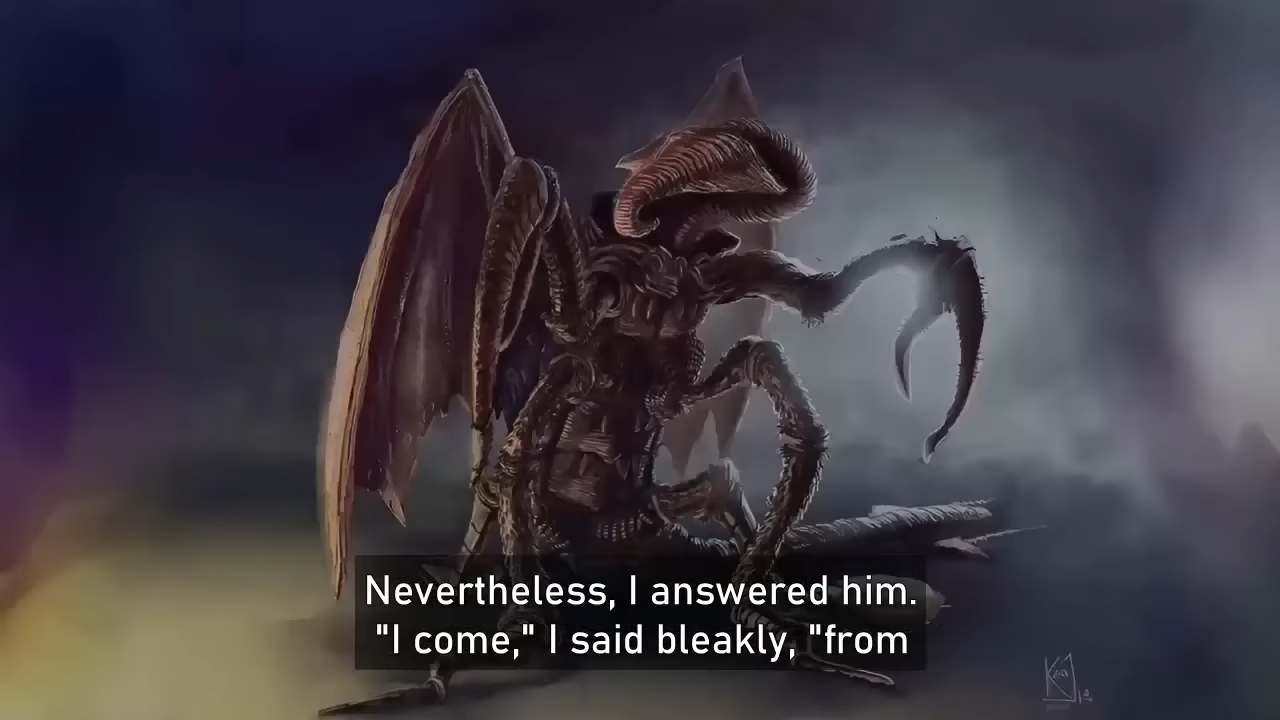 Nevertheless, I answered him.
"I come," I said bleakly, "from